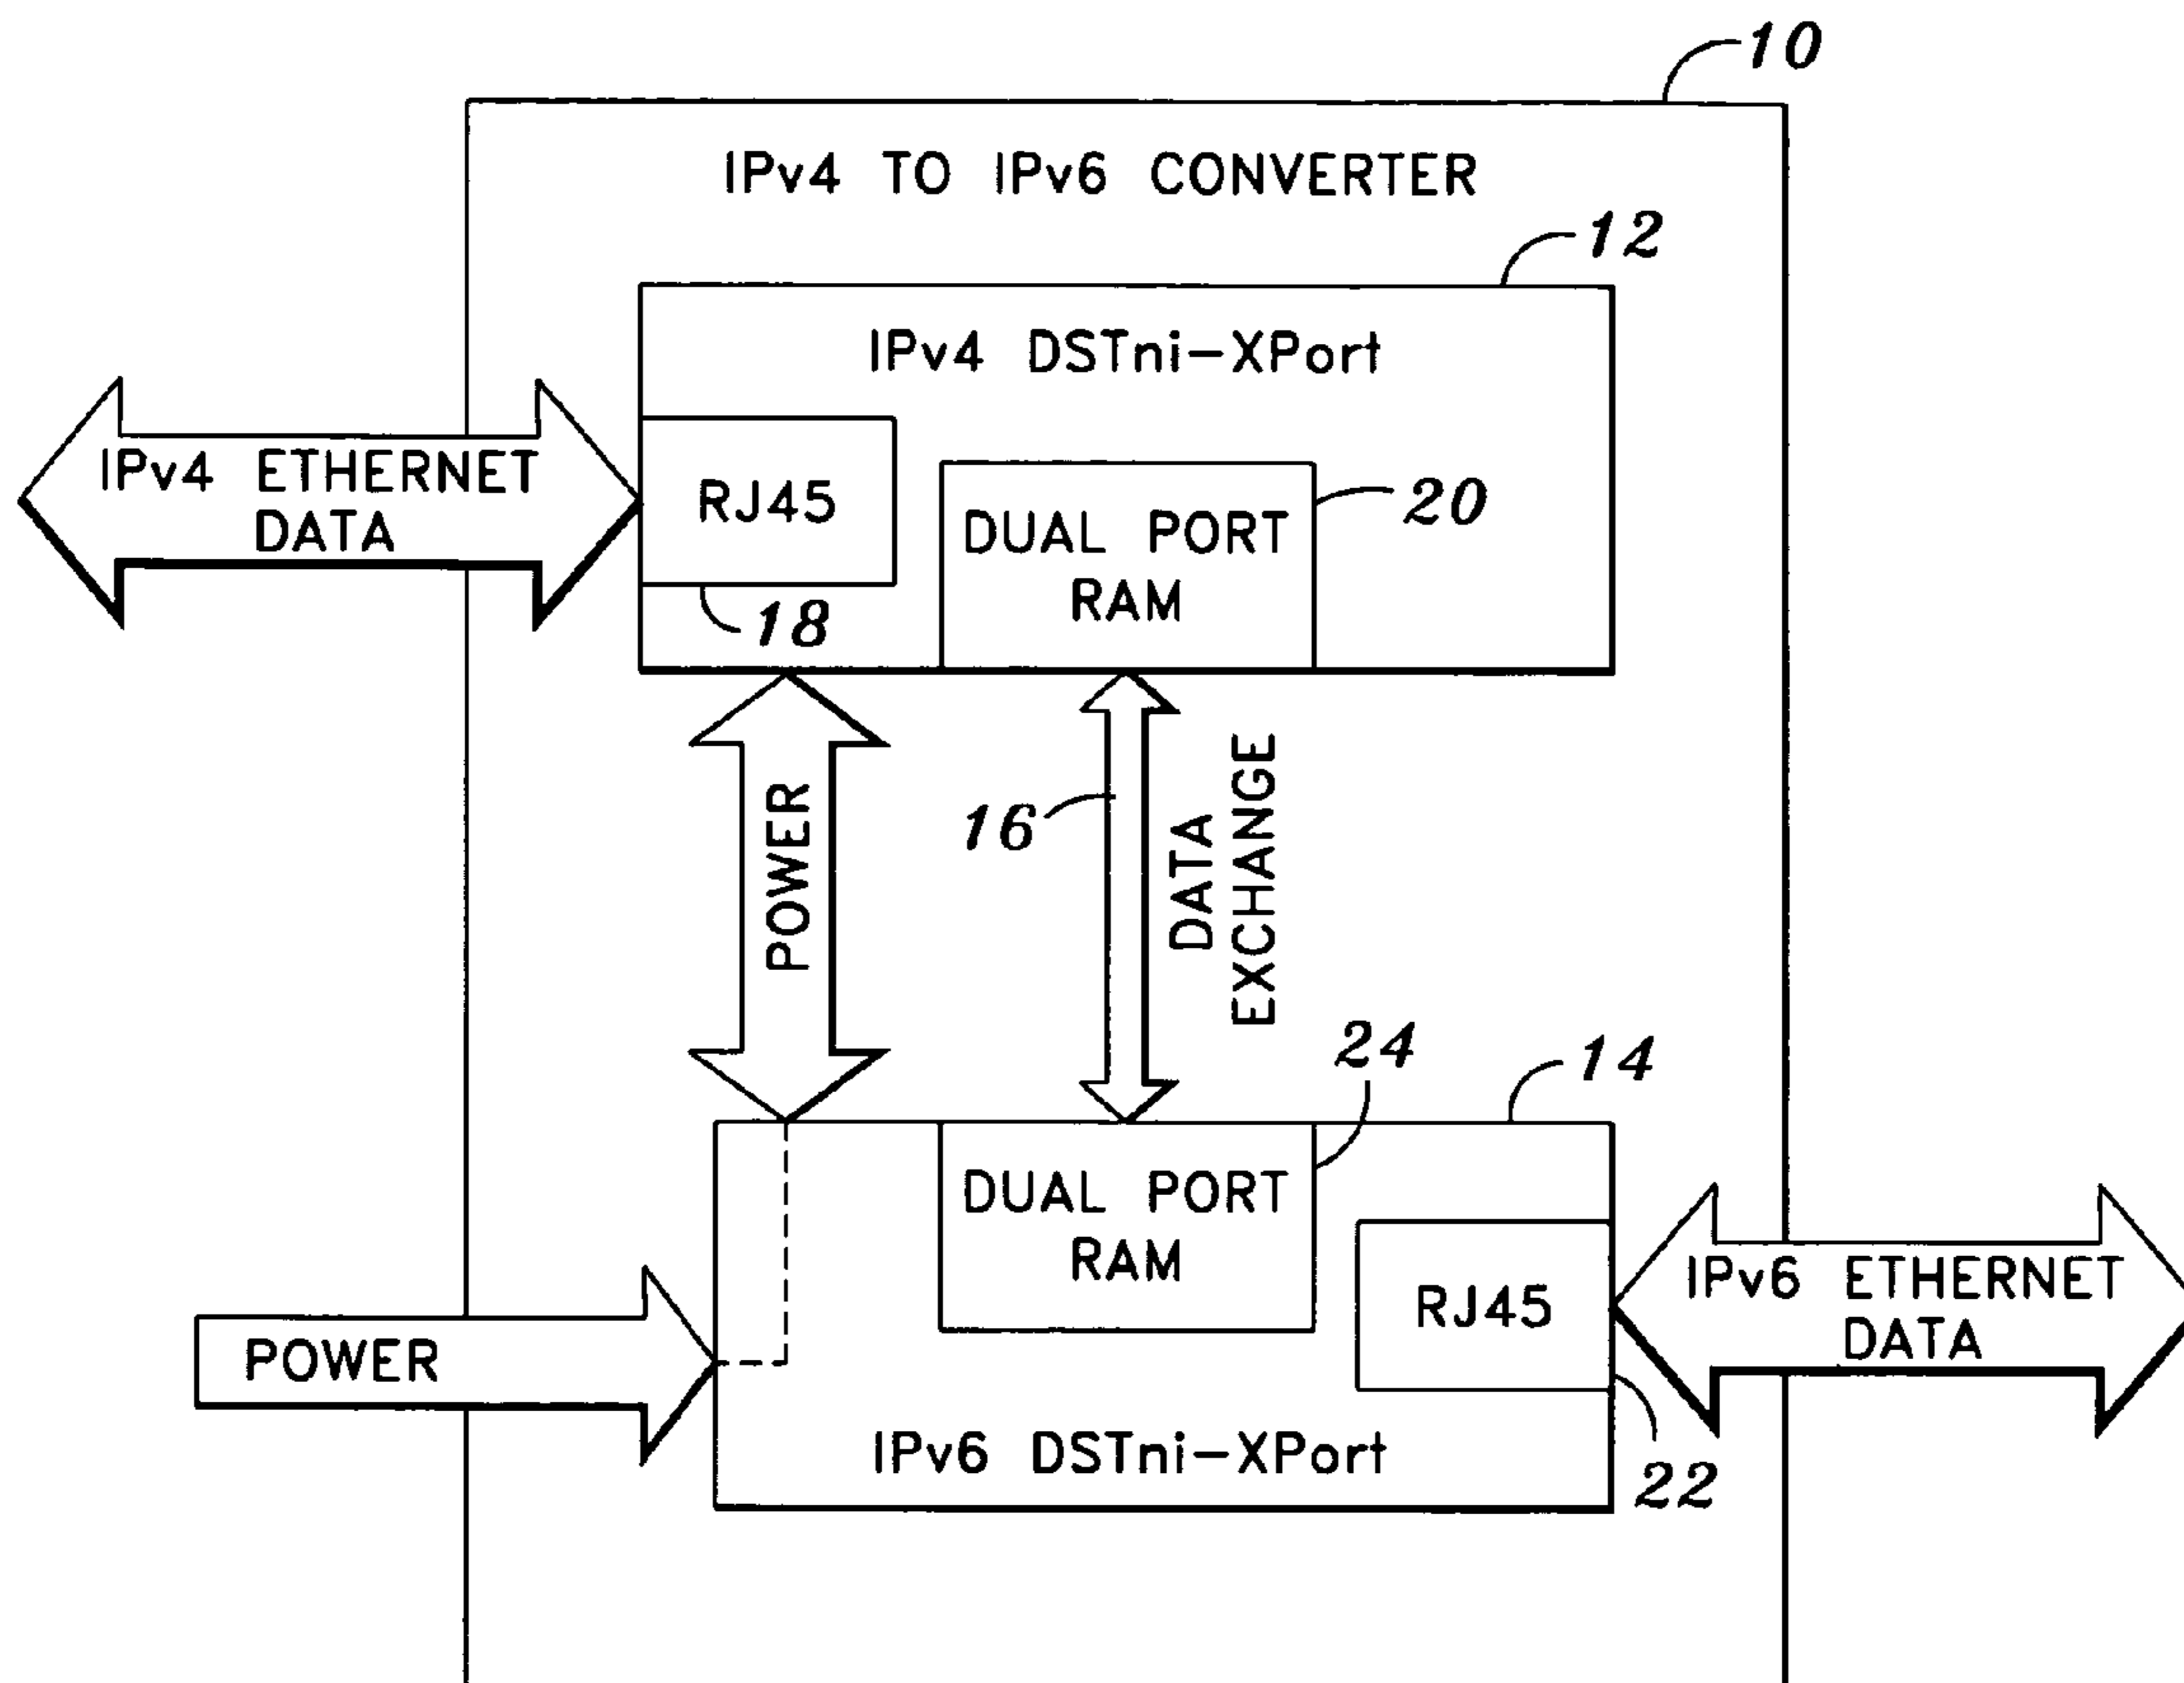 10
IPv4 TO IPv6 CONVERTER
12
IPv4 DSTni-XPort
IPv4 ETHERNET
DATA
RJ45
18
DUAL PORT
RAM
20
POWER
16
DATA
EXCHANGE
24
14
DUAL PORT
RAM
RJ45
IPv6 ETHERNET
DATA
POWER
IPv6 DSTni-XPort
22